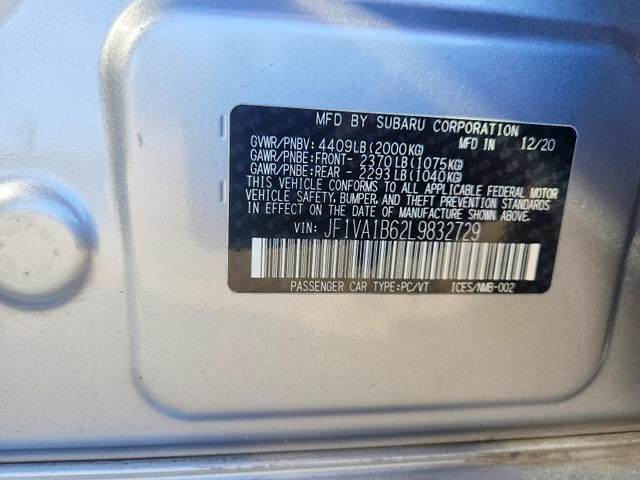 MFD BY SUBARU CORPORATION
GVWR/PNBV: 4409LB (2000KG) MFD IN 12/20
GAWR/PNBE:FRONT- 2370LB (1075KG)
GAWR/PNBE:REAR - 2293LB (1040KG)
THIS VEHICLE CONFORMS TO ALL APPLICABLE FEDERAL MOTOR
VEHICLE SAFETY, BUMPER, AND THEFT PREVENTION STANDARDS
IN EFFECT ON THE DATE OF MANUFACTURE SHOWN ABOVE.
VIN: JF1VA1B62L9832729
PASSENGER CAR TYPE:PC/VT ICES/NMB-002